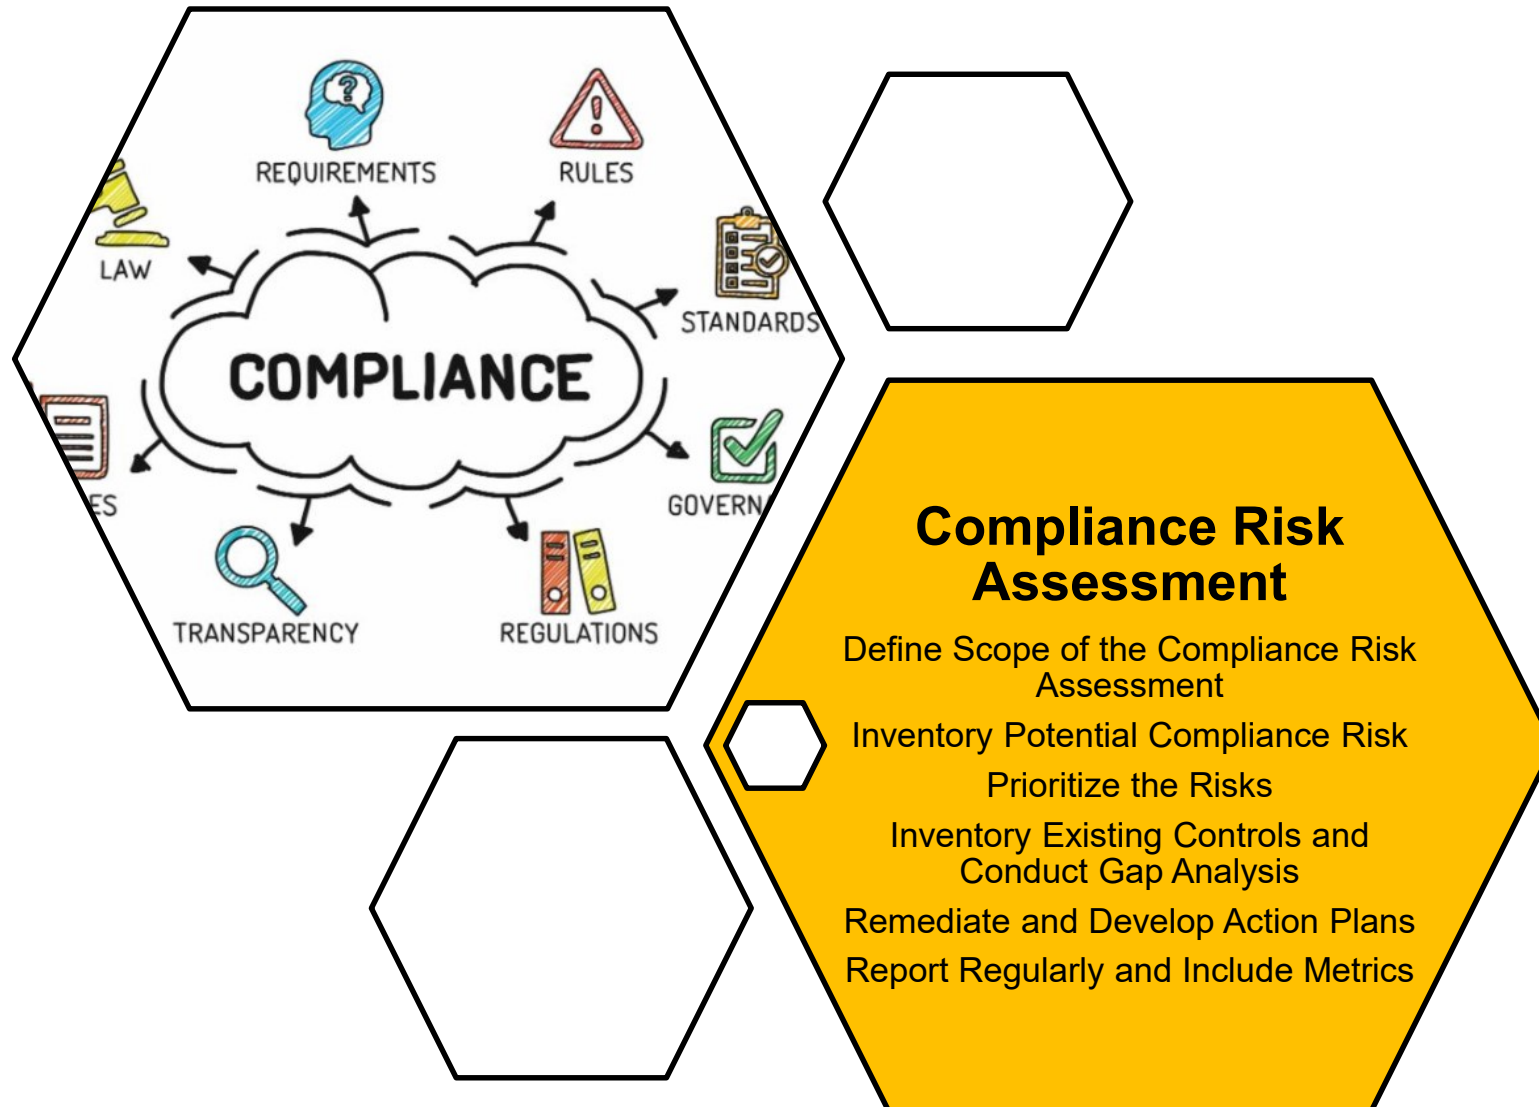 REQUIREMENTS
RULES
LAW
STANDARDS
COMPLIANCE
TRANSPARENCY
REGULATIONS
Compliance Risk
Assessment
Define Scope of the Compliance Risk
Assessment
Inventory Potential Compliance Risk
Prioritize the Risks
Inventory Existing Controls and
Conduct Gap Analysis
Remediate and Develop Action Plans
Report Regularly and Include Metrics